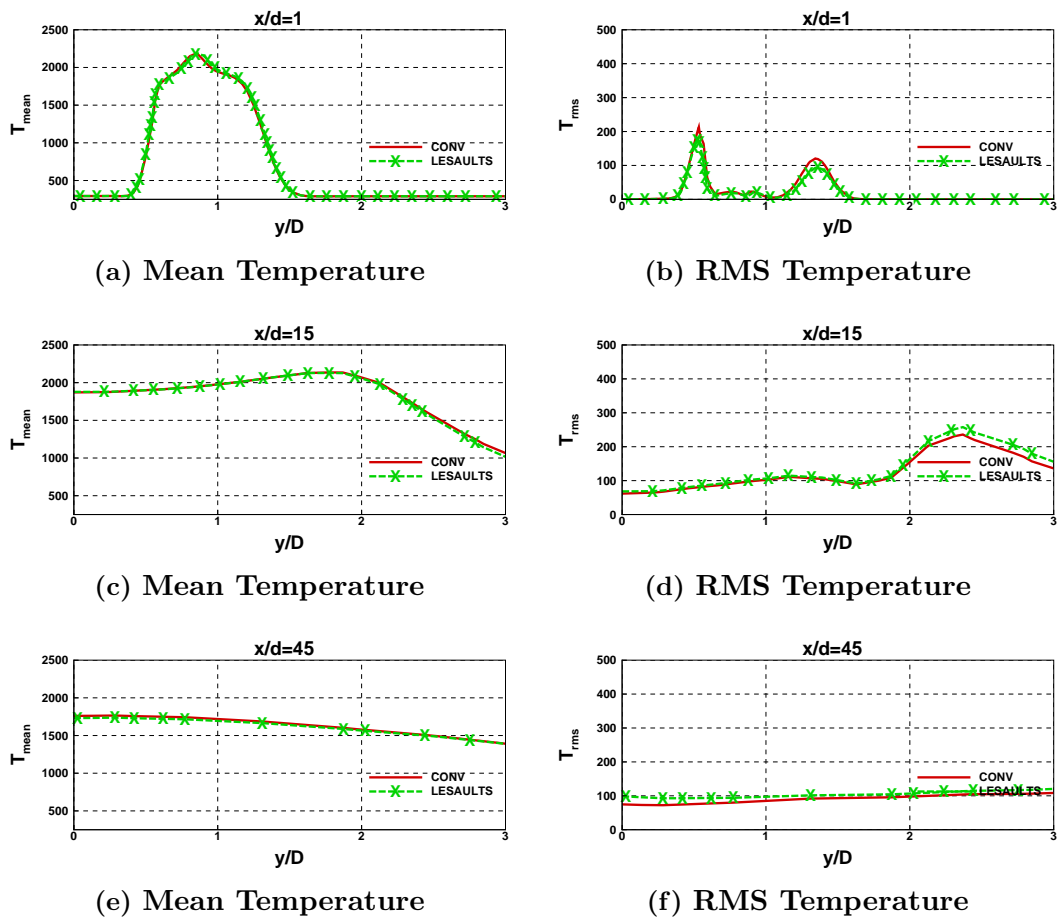 x/d=1
2500
2000
1500
1000
500
T_mean
CONV
LESAULTS
0
1
2
3
y/D
(a) Mean Temperature
x/d=1
500
400
300
200
100
0
T_rms
CONV
LESAULTS
0
1
2
3
y/D
(b) RMS Temperature
x/d=15
2500
2000
1500
1000
500
T_mean
CONV
LESAULTS
0
1
2
3
y/D
(c) Mean Temperature
x/d=15
500
400
300
200
100
0
T_rms
CONV
LESAULTS
0
1
2
3
y/D
(d) RMS Temperature
x/d=45
2500
2000
1500
1000
500
T_mean
CONV
LESAULTS
0
1
2
3
y/D
(e) Mean Temperature
x/d=45
500
400
300
200
100
0
T_rms
CONV
LESAULTS
0
1
2
3
y/D
(f) RMS Temperature